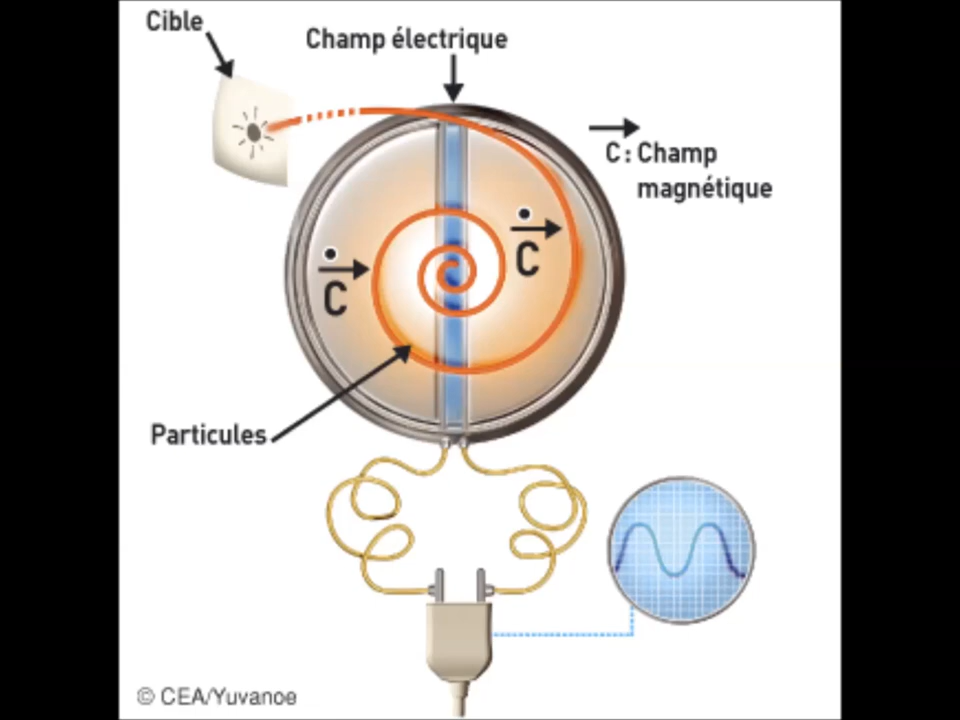 Cible
Champ électrique
C : Champ
magnétique
C
C
Particules
© CEA/Yuvanoe